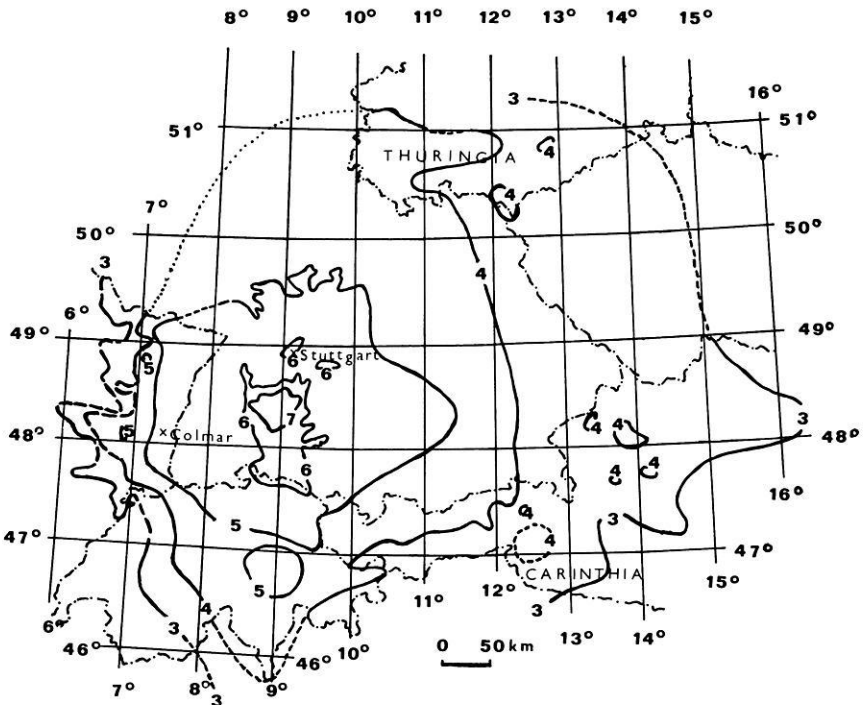 8° 9° 10° 11° 12° 13° 14° 15°
3 16°
51° 51°
4
THURINGIA
4
7°
50° 50°
3 4
6°
49° 49°
6 Stuttgart
5 6
7
6 4 4 3
5 xColmar
48° 48°
6 4 4
16°
5 4 3
47° 4 47°
5 CARINTHIA 15°
6° 4 11° 12° 3
3 13° 14°
46° 46° 10° 0 50km
7° 8° 9°
3